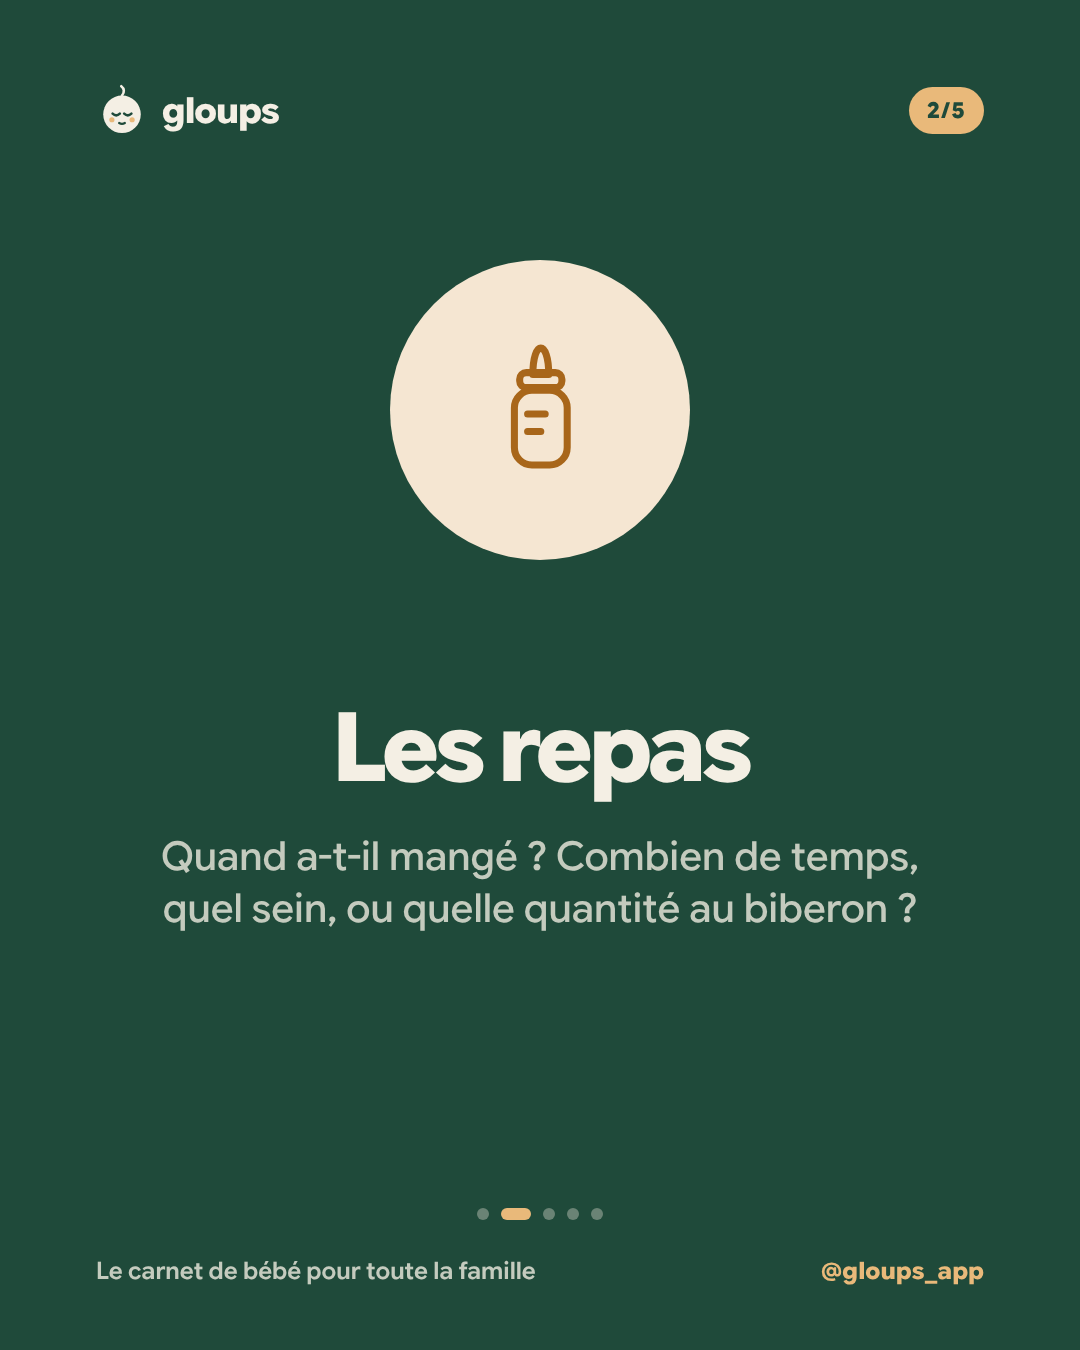 gloups
2/5
Les repas
Quand a-t-il mangé ? Combien de temps,
quel sein, ou quelle quantité au biberon ?
Le carnet de bébé pour toute la famille
@gloups_app